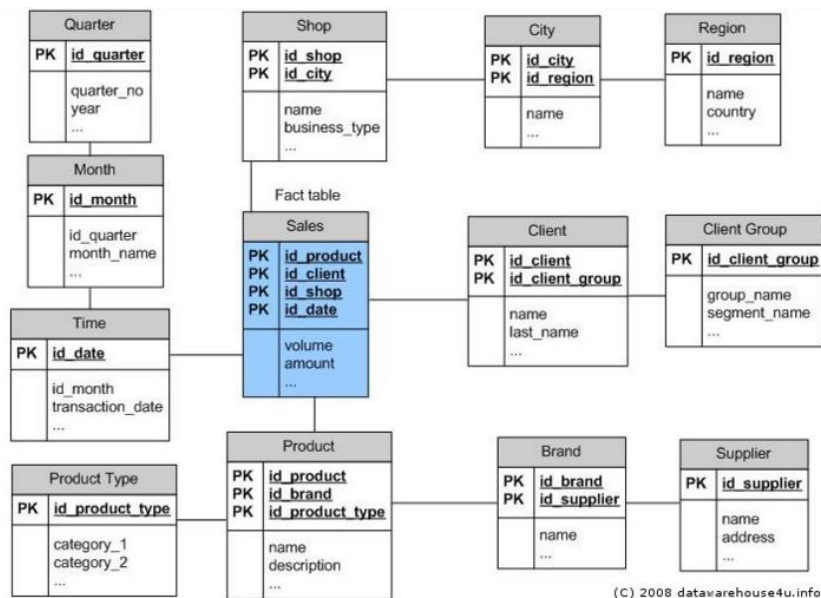 Quarter
PK id_quarter
quarter_no
year
...
Shop
PK id_shop
PK id_city
name
business_type
...
City
PK id_city
PK id_region
name
...
Region
PK id_region
name
country
...
Month
PK id_month
id_quarter
month_name
...
Fact table
Sales
PK id_product
PK id_client
PK id_shop
PK id_date
volume
amount
...
Client
PK id_client
PK id_client_group
name
last_name
...
Client Group
PK id_client_group
group_name
segment_name
...
Time
PK id_date
id_month
transaction_date
...
Product Type
PK id_product_type
category_1
category_2
...
Product
PK id_product
PK id_brand
PK id_product_type
name
description
...
Brand
PK id_brand
PK id_supplier
name
...
Supplier
PK id_supplier
name
address
...
(C) 2008 datawarehouse4u.info